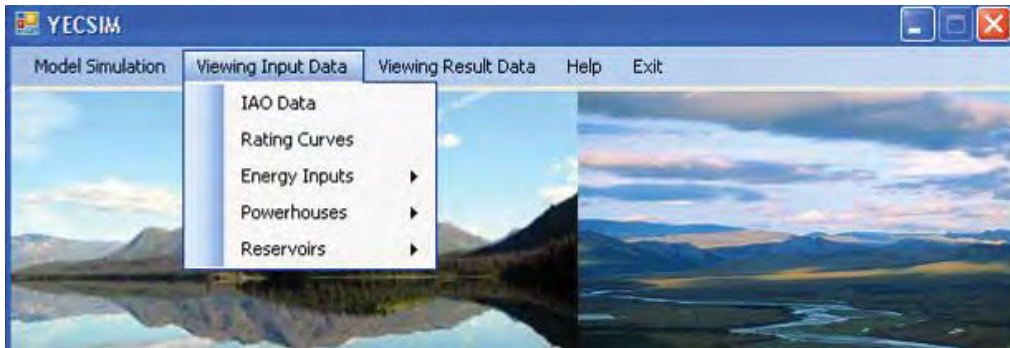 YECSIM
Model Simulation Viewing Input Data Viewing Result Data Help Exit
IAO Data
Rating Curves
Energy Inputs
Powerhouses
Reservoirs